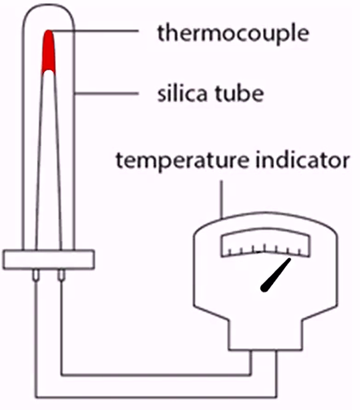 thermocouple
silica tube
temperature indicator